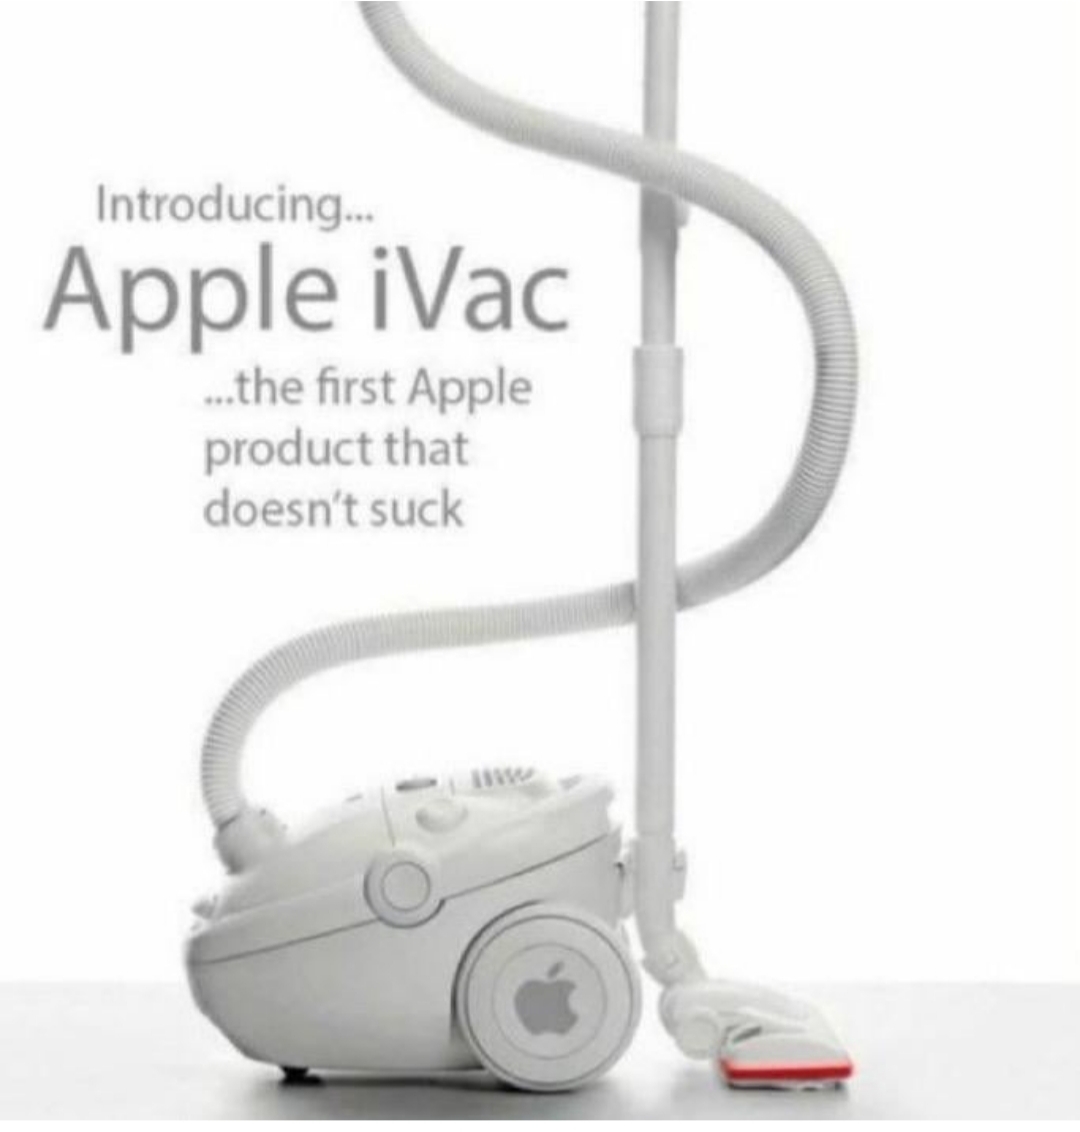 Introducing...
Apple iVac
...the first Apple
product that
doesn't suck